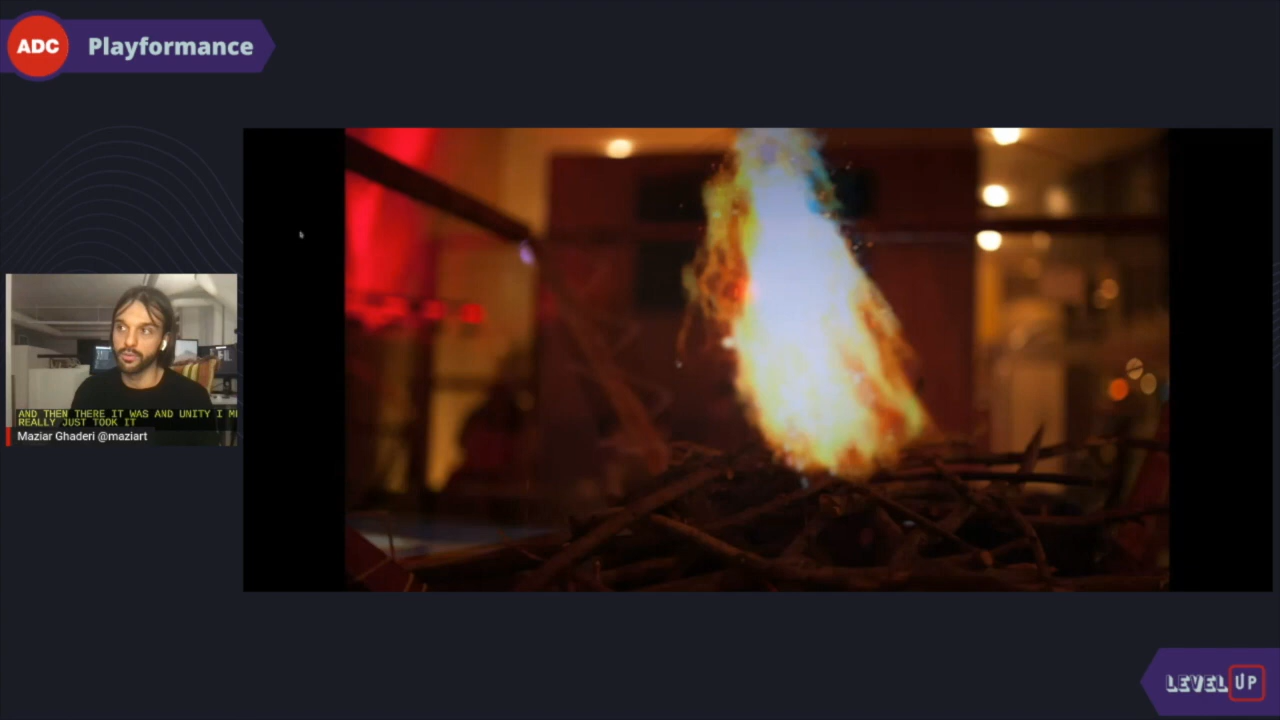 ADC
Playformance
AND THEN THERE IT WAS AND UNITY I M
REALLY JUST TOOK IT
Maziar Ghaderi @maziart
LEVEL UP